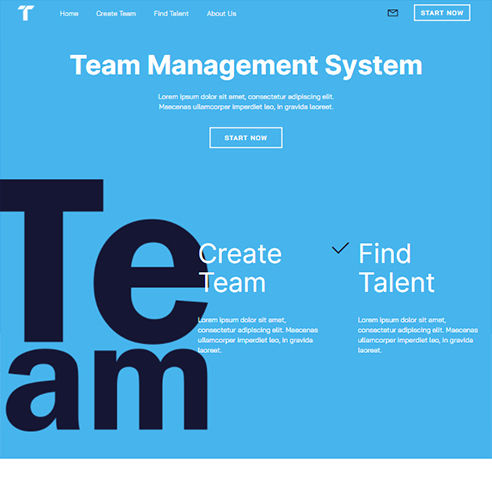 T
Home
Create Team
Find Talent
About Us
START NOW
Team Management System
Lorem ipsum dolor sit amet, consectetur adipiscing elit.
Maecenas ullamcorper imperdiet leo, in gravida laoreet.
START NOW
Te
am
Create
Team
Lorem ipsum dolor sit amet,
consectetur adipiscing elit. Maecenas
ullamcorper imperdiet leo, in gravida
laoreet.
Find
Talent
Lorem ipsum dolor sit amet,
consectetur adipiscing elit. Maecenas
ullamcorper imperdiet leo, in gravida
laoreet.